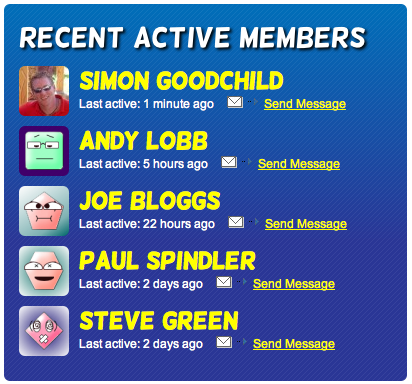 RECENT ACTIVE MEMBERS
SIMON GOODCHILD
Last active: 1 minute ago Send Message
ANDY LOBB
Last active: 5 hours ago Send Message
JOE BLOGGS
Last active: 22 hours ago Send Message
PAUL SPINDLER
Last active: 2 days ago Send Message
STEVE GREEN
Last active: 2 days ago Send Message